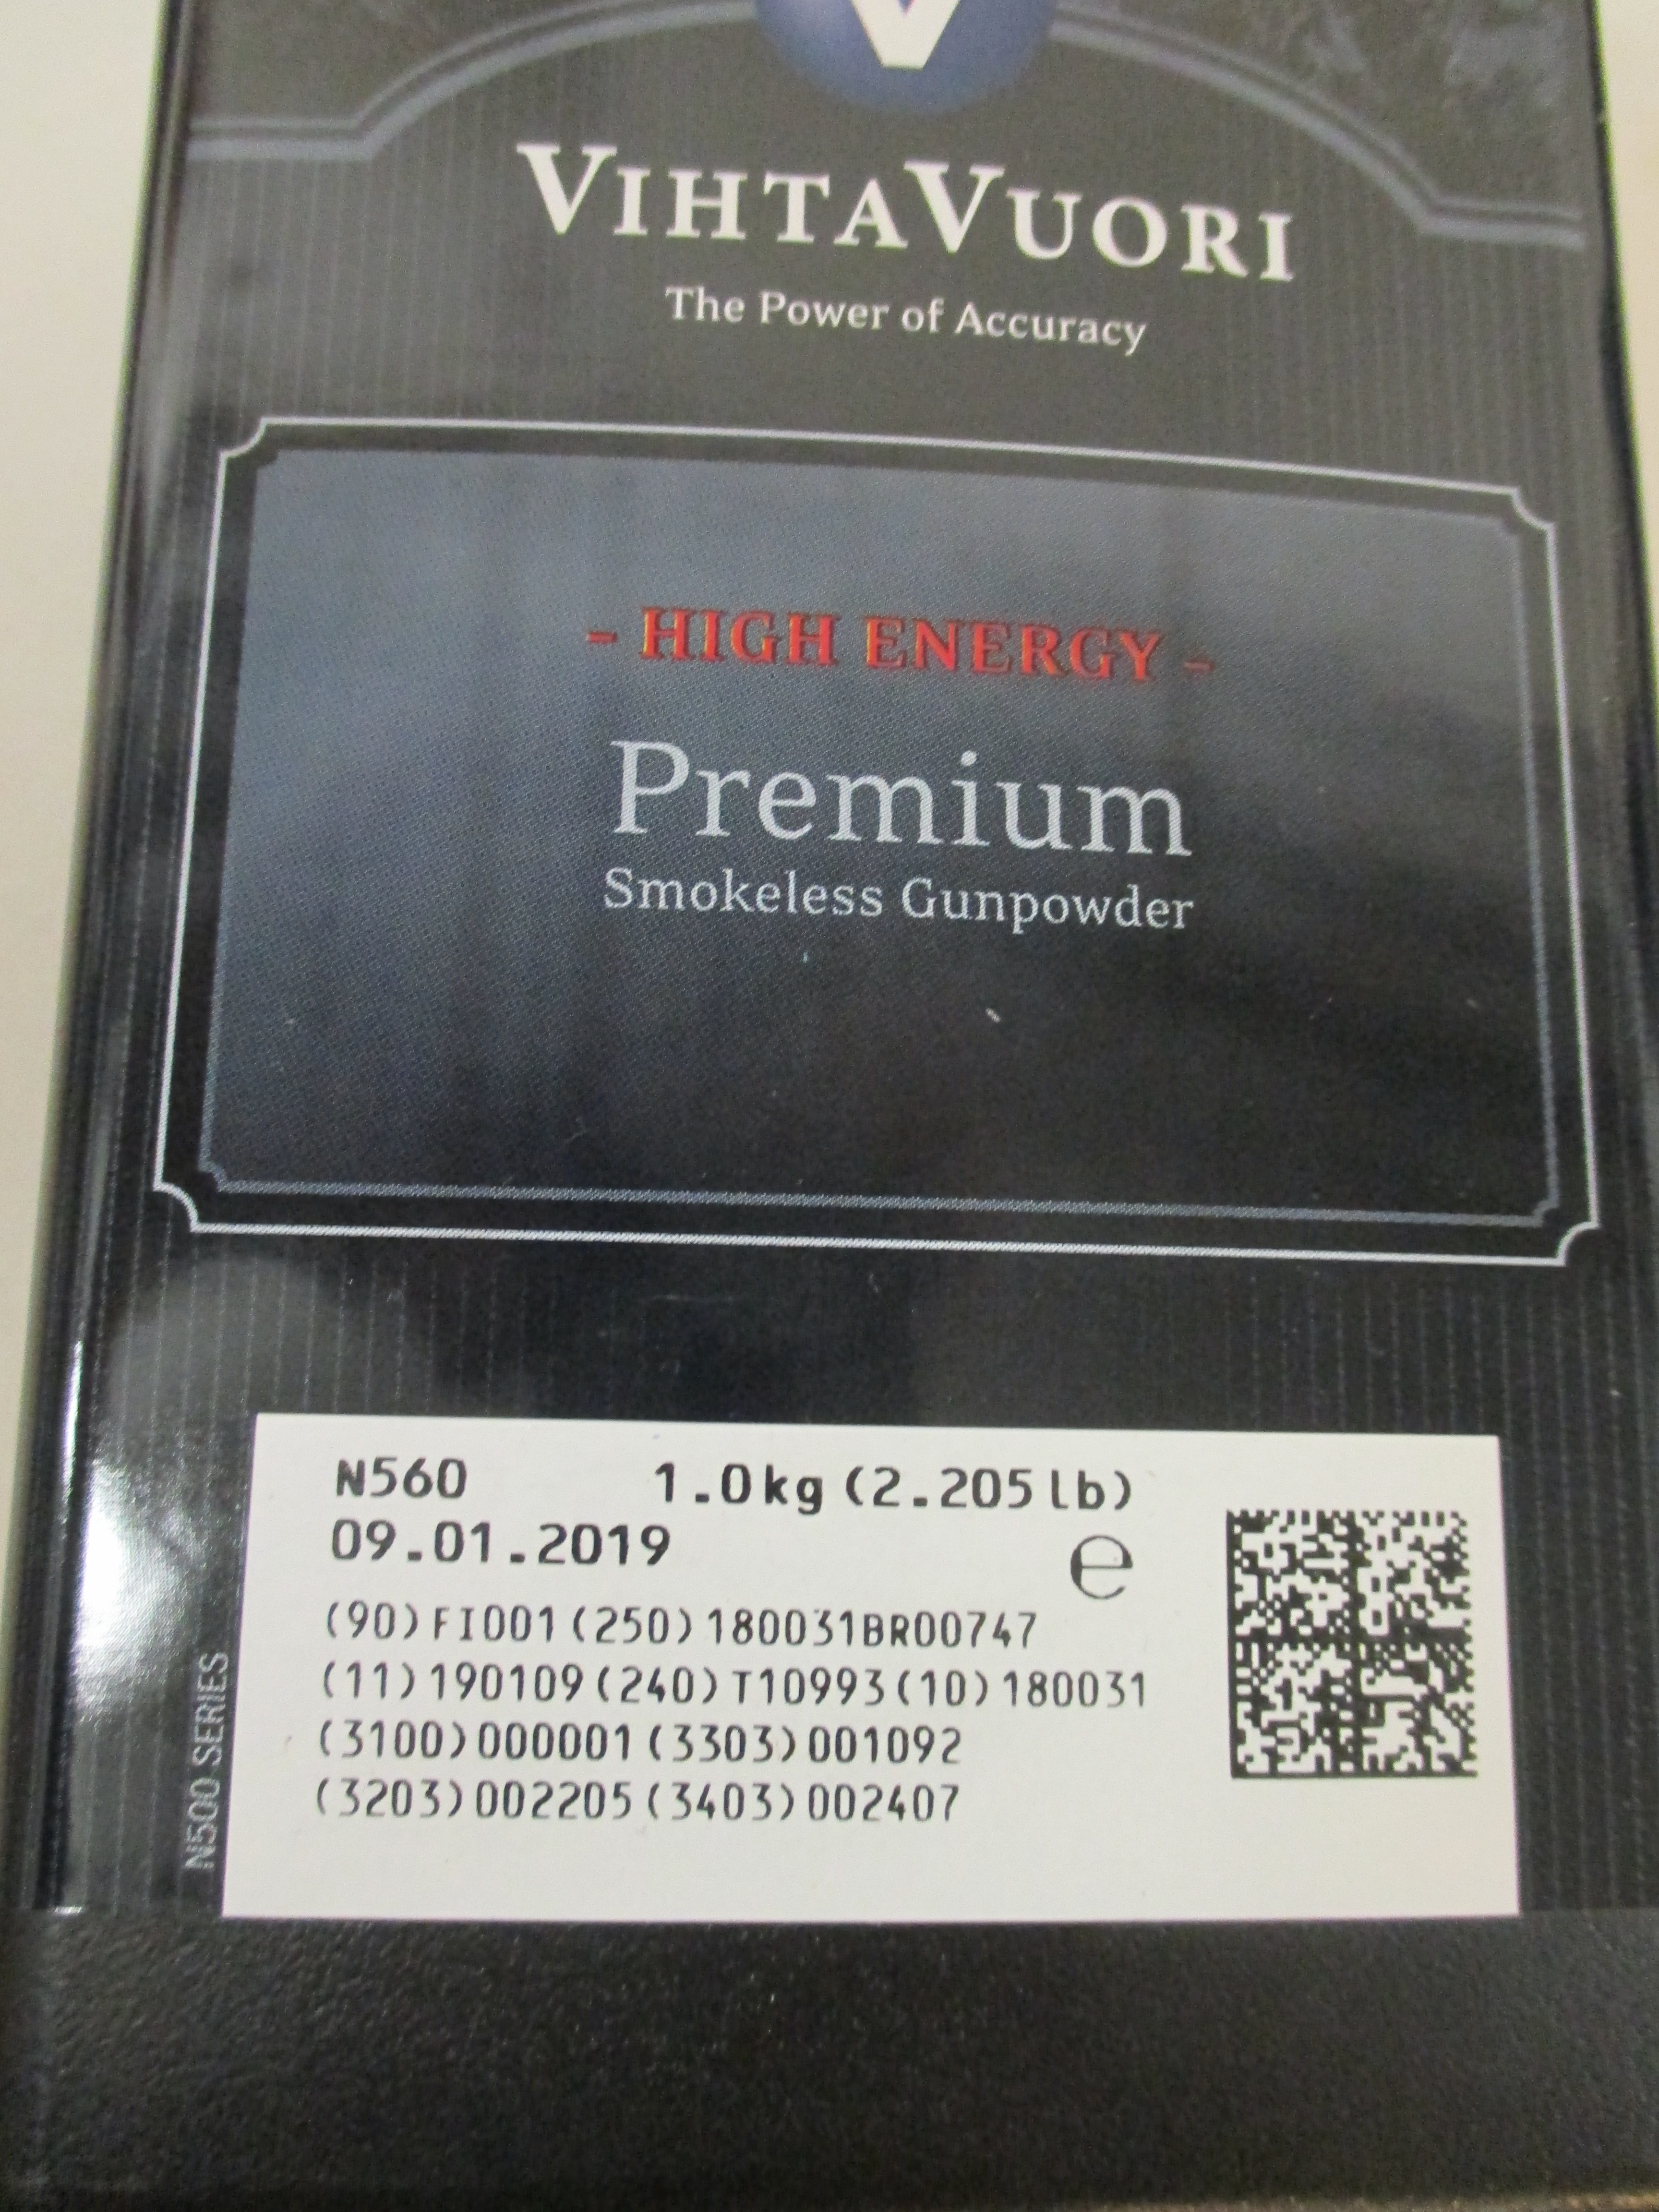 V
VIHTAVUORI
The Power of Accuracy
- HIGH ENERGY -
Premium
Smokeless Gunpowder
N560 1.0kg (2.205lb)
09.01.2019 e
(90)FI001(250)180031BR00747
(11)190109(240)T10993(10)180031
(3100)000001(3303)001092
(3203)002205(3403)002407
N500 SERIES